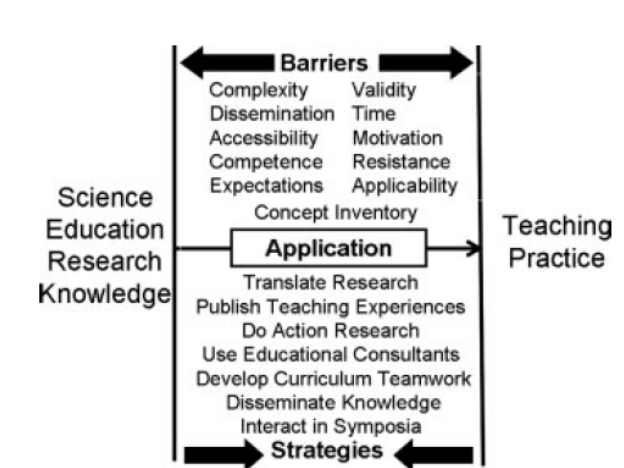 Barriers
Complexity Validity
Dissemination Time
Accessibility Motivation
Competence Resistance
Expectations Applicability
Concept Inventory
Science
Education
Research
Knowledge
Application
Teaching
Practice
Translate Research
Publish Teaching Experiences
Do Action Research
Use Educational Consultants
Develop Curriculum Teamwork
Disseminate Knowledge
Interact in Symposia
Strategies